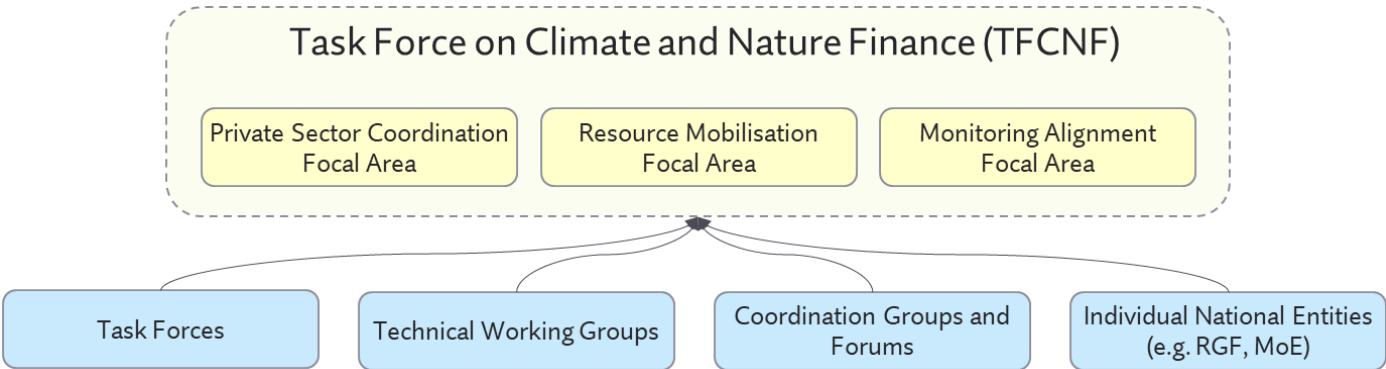 Task Force on Climate and Nature Finance (TFCNF)
Private Sector Coordination
Focal Area
Resource Mobilisation
Focal Area
Monitoring Alignment
Focal Area
Task Forces
Technical Working Groups
Coordination Groups and
Forums
Individual National Entities
(e.g. RGF, MoE)